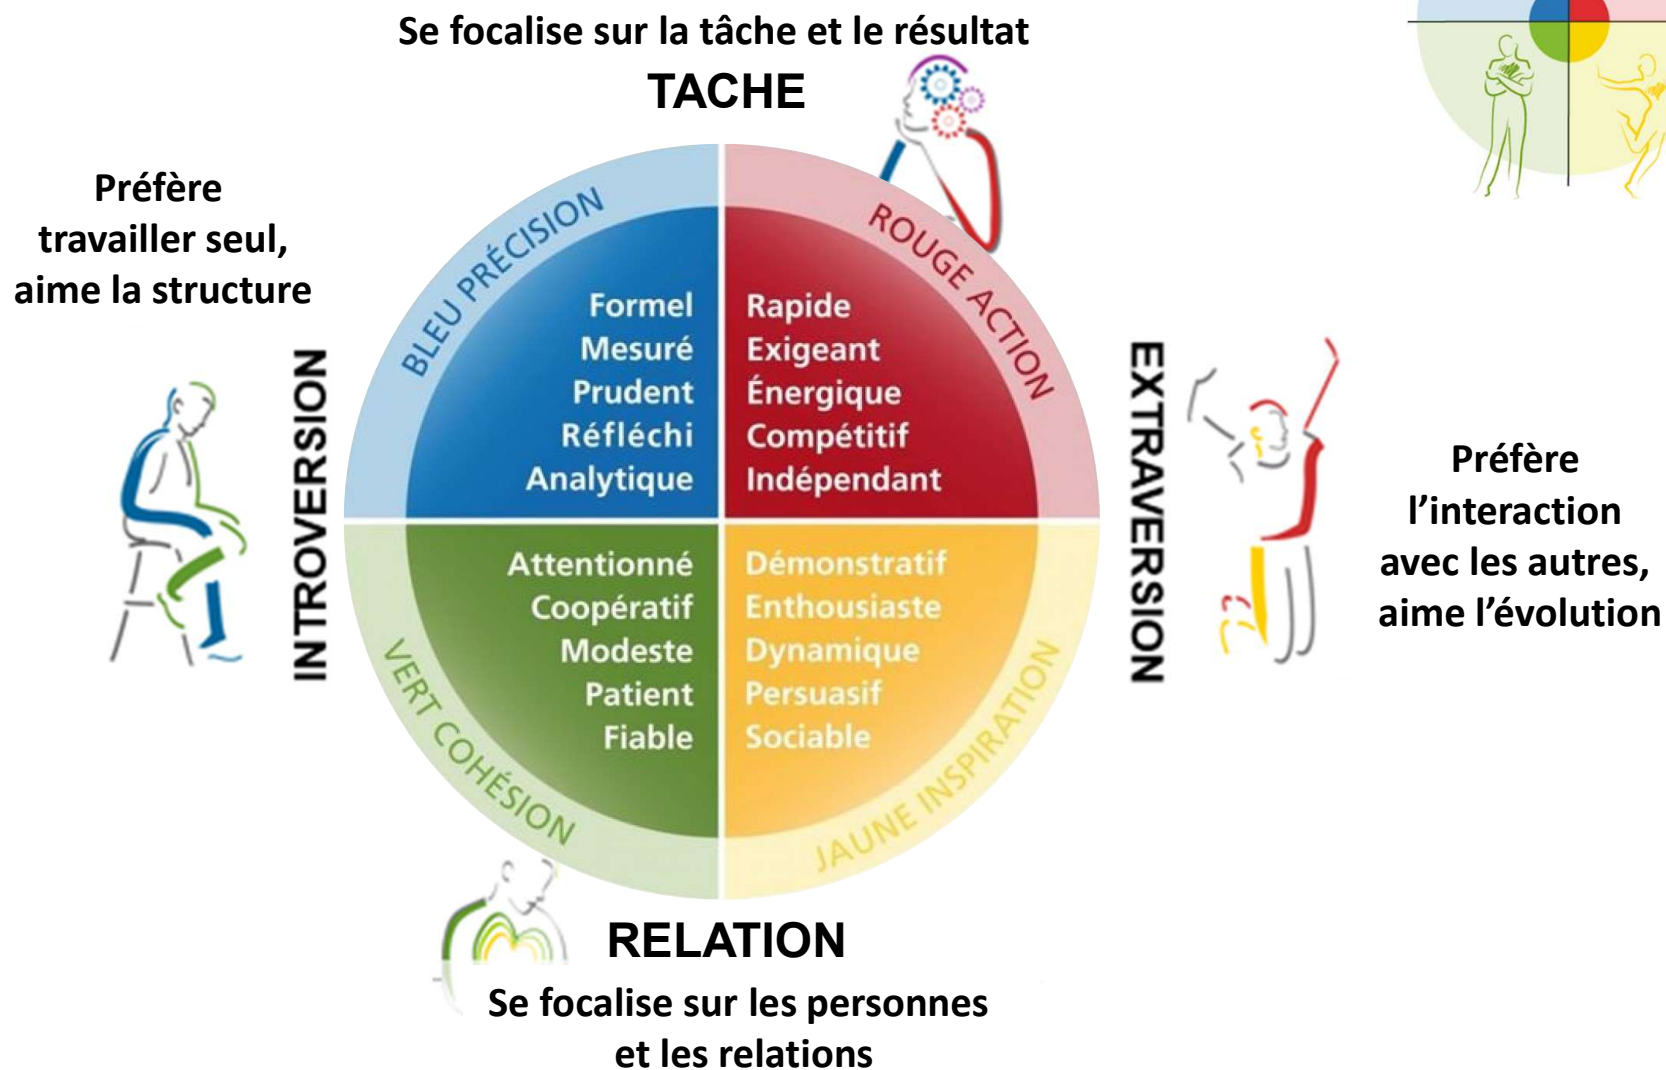 Se focalise sur la tâche et le résultat
TACHE
Préfère
travailler seul,
aime la structure
INTROVERSION
BLEU PRÉCISION
Formel
Mesuré
Prudent
Réfléchi
Analytique
ROUGE ACTION
Rapide
Exigeant
Énergique
Compétitif
Indépendant
EXTRAVERSION
Préfère
l’interaction
avec les autres,
aime l’évolution
VERT COHÉSION
Attentionné
Coopératif
Modeste
Patient
Fiable
JAUNE INSPIRATION
Démonstratif
Enthousiaste
Dynamique
Persuasif
Sociable
RELATION
Se focalise sur les personnes
et les relations